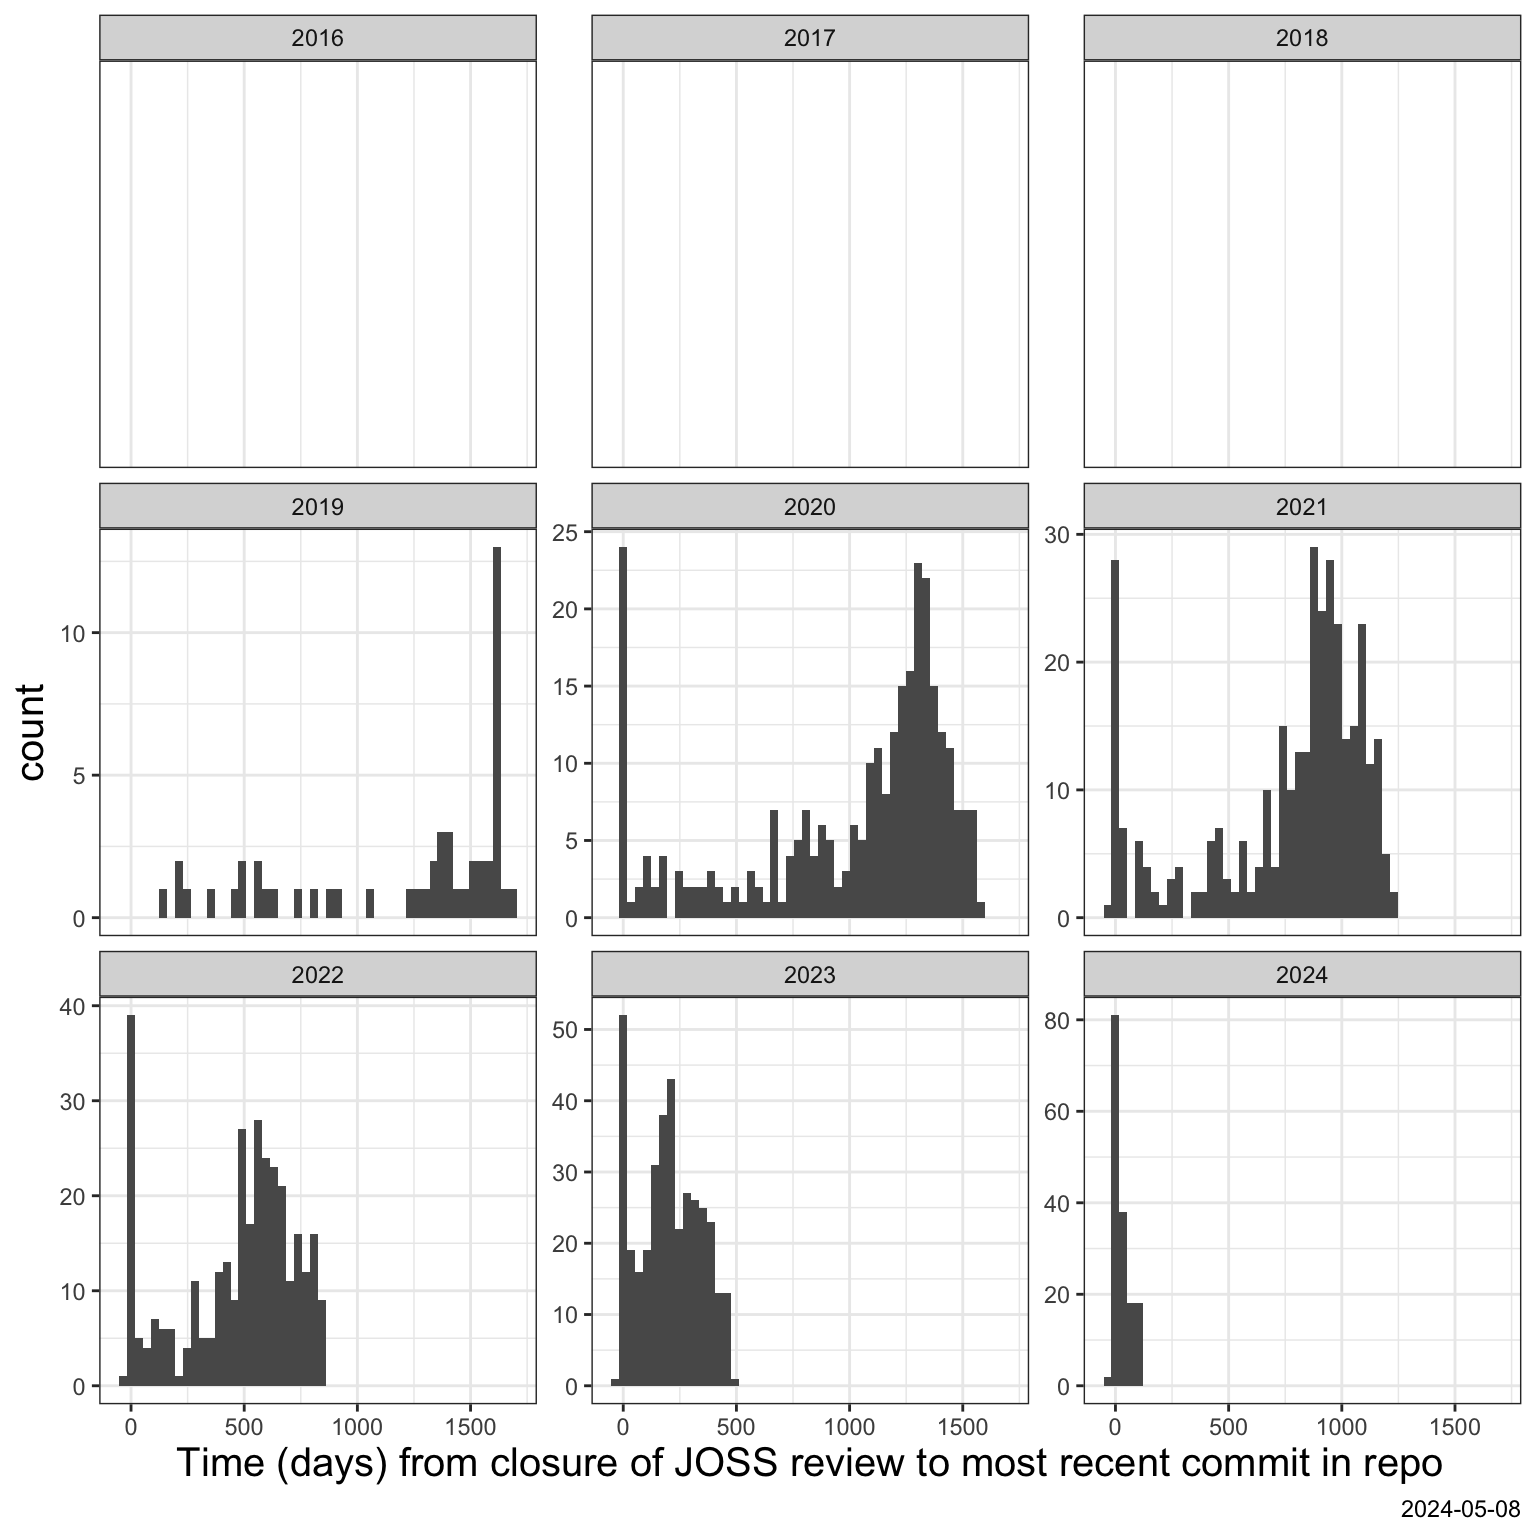 2016 2017 2018
2019 2020 2021
25 30
20
10 20
15
count
5 10 10
5
0 0 0
2022 2023 2024
40 80
50
30 40 60
20 30 40
20
10 10 20
0 0 0
0 500 1000 1500 0 500 1000 1500 0 500 1000 1500
Time (days) from closure of JOSS review to most recent commit in repo
2024-05-08